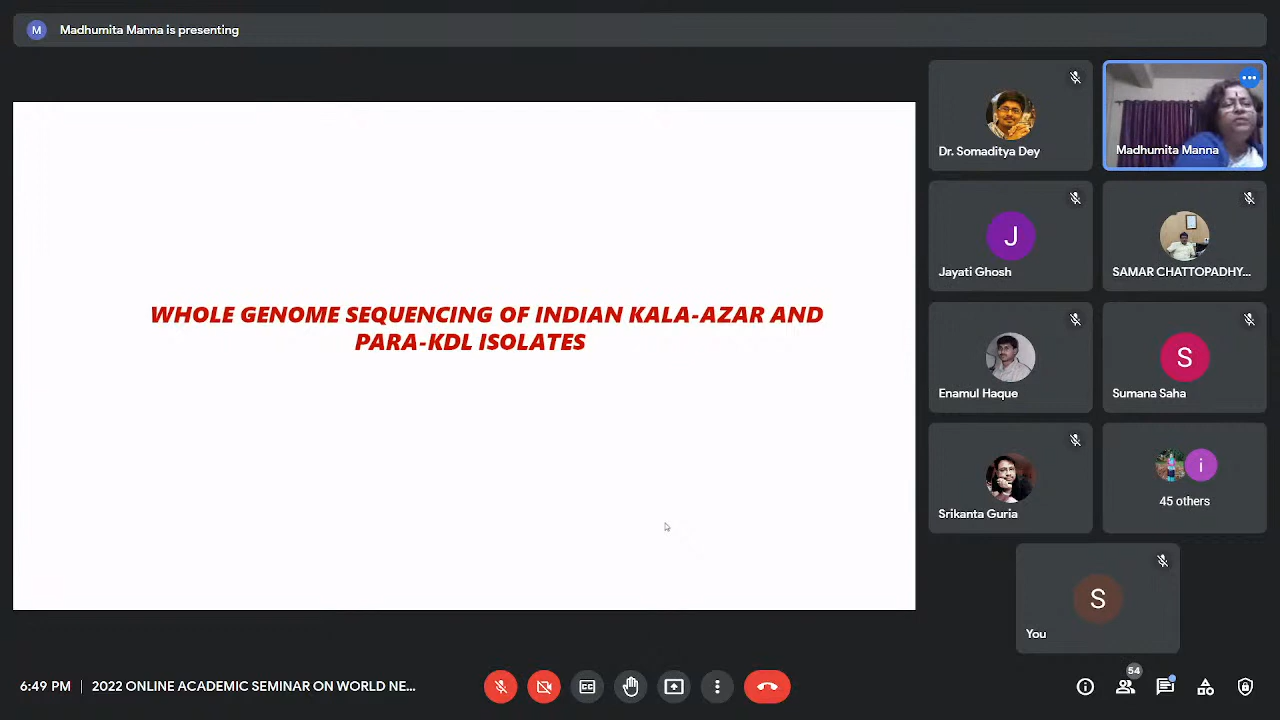 M
Madhumita Manna is presenting
WHOLE GENOME SEQUENCING OF INDIAN KALA-AZAR AND
PARA-KDL ISOLATES
Dr. Somaditya Dey
Madhumita Manna
J
Jayati Ghosh
SAMAR CHATTOPADHY...
Enamul Haque
S
Sumana Saha
Srikanta Guria
i
45 others
S
You
6:49 PM | 2022 ONLINE ACADEMIC SEMINAR ON WORLD NE...
CC
54